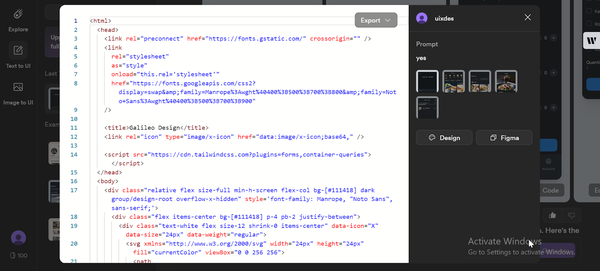 Explore
Text to UI
Image to UI
100
Upg
full
Last
Exam
Export
1 <html>
2 <head>
3 <link rel="preconnect" href="https://fonts.gstatic.com/" crossorigin="" />
4 <link
5 rel="stylesheet"
6 as="style"
7 onload="this.rel='stylesheet'"
8 href="https://fonts.googleapis.com/css2?
display=swap&amp;family=Manrope%3Awght%40400%3B500%3B700%3B800&amp;family=Not
o+Sans%3Awght%40400%3B500%3B700%3B900"
9 />
10
11 <title>Galileo Design</title>
12 <link rel="icon" type="image/x-icon" href="data:image/x-icon;base64," />
13
14 <script src="https://cdn.tailwindcss.com?plugins=forms,container-queries">
</script>
15 </head>
16 <body>
17 <div class="relative flex size-full min-h-screen flex-col bg-[#111418] dark
group/design-root overflow-x-hidden" style='font-family: Manrope, "Noto Sans",
sans-serif;'>
18 <div class="flex items-center bg-[#111418] p-4 pb-2 justify-between">
19 <div class="text-white flex size-12 shrink-0 items-center" data-icon="X"
data-size="24px" data-weight="regular">
20 <svg xmlns="http://www.w3.org/2000/svg" width="24px" height="24px"
fill="currentColor" viewBox="0 0 256 256">
<path
uixdes
Prompt
yes
Design
Figma
W
Code
Ex
is. Here's the
Activate Windows
Go to Settings to activate Windows.